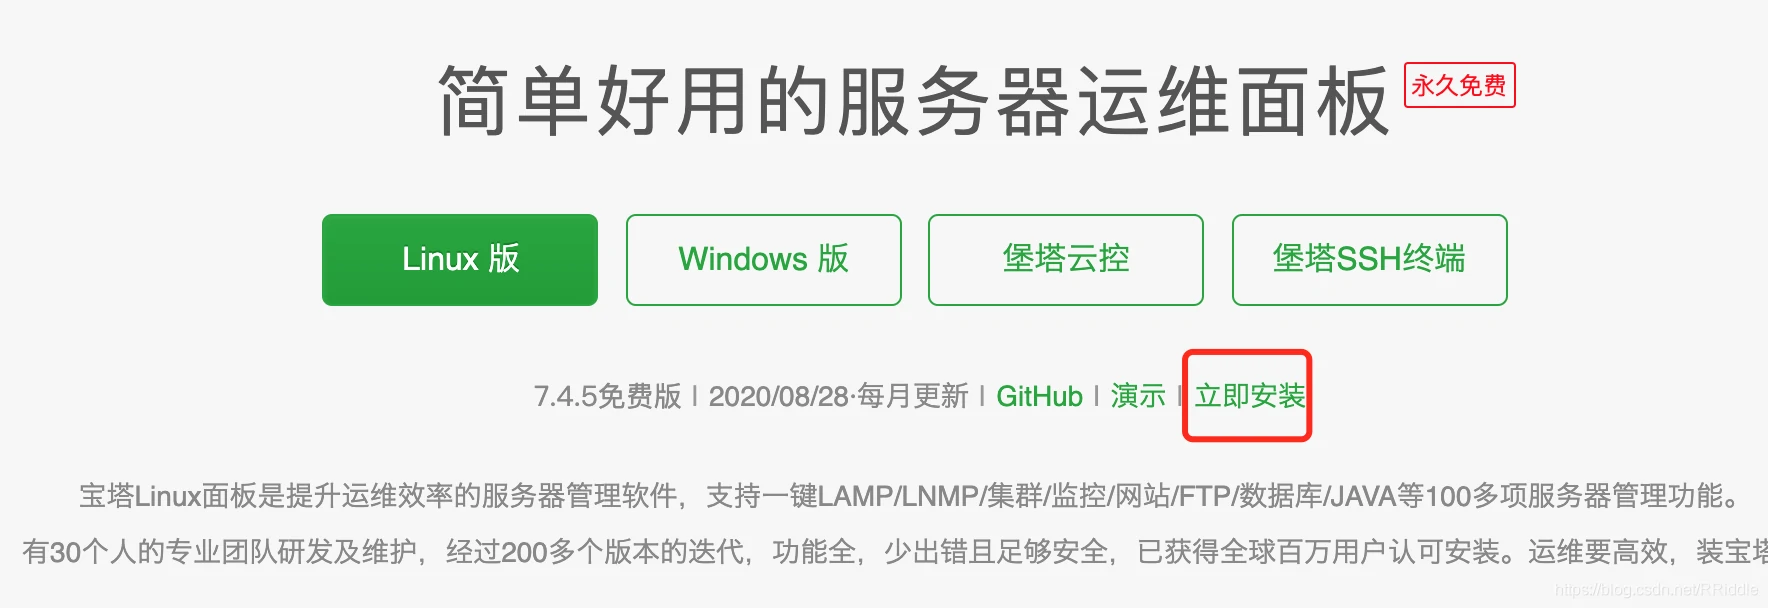 简单好用的服务器运维面板 永久免费
Linux 版 Windows 版 堡塔云控 堡塔SSH终端
7.4.5免费版 | 2020/08/28·每月更新 | GitHub | 演示 | 立即安装
宝塔Linux面板是提升运维效率的服务器管理软件，支持一键LAMP/LNMP/集群/监控/网站/FTP/数据库/JAVA等100多项服务器管理功能。
有30个人的专业团队研发及维护，经过200多个版本的迭代，功能全，少出错且足够安全，已获得全球百万用户认可安装。运维要高效，装宝塔
https://blog.csdn.net/RRiddle